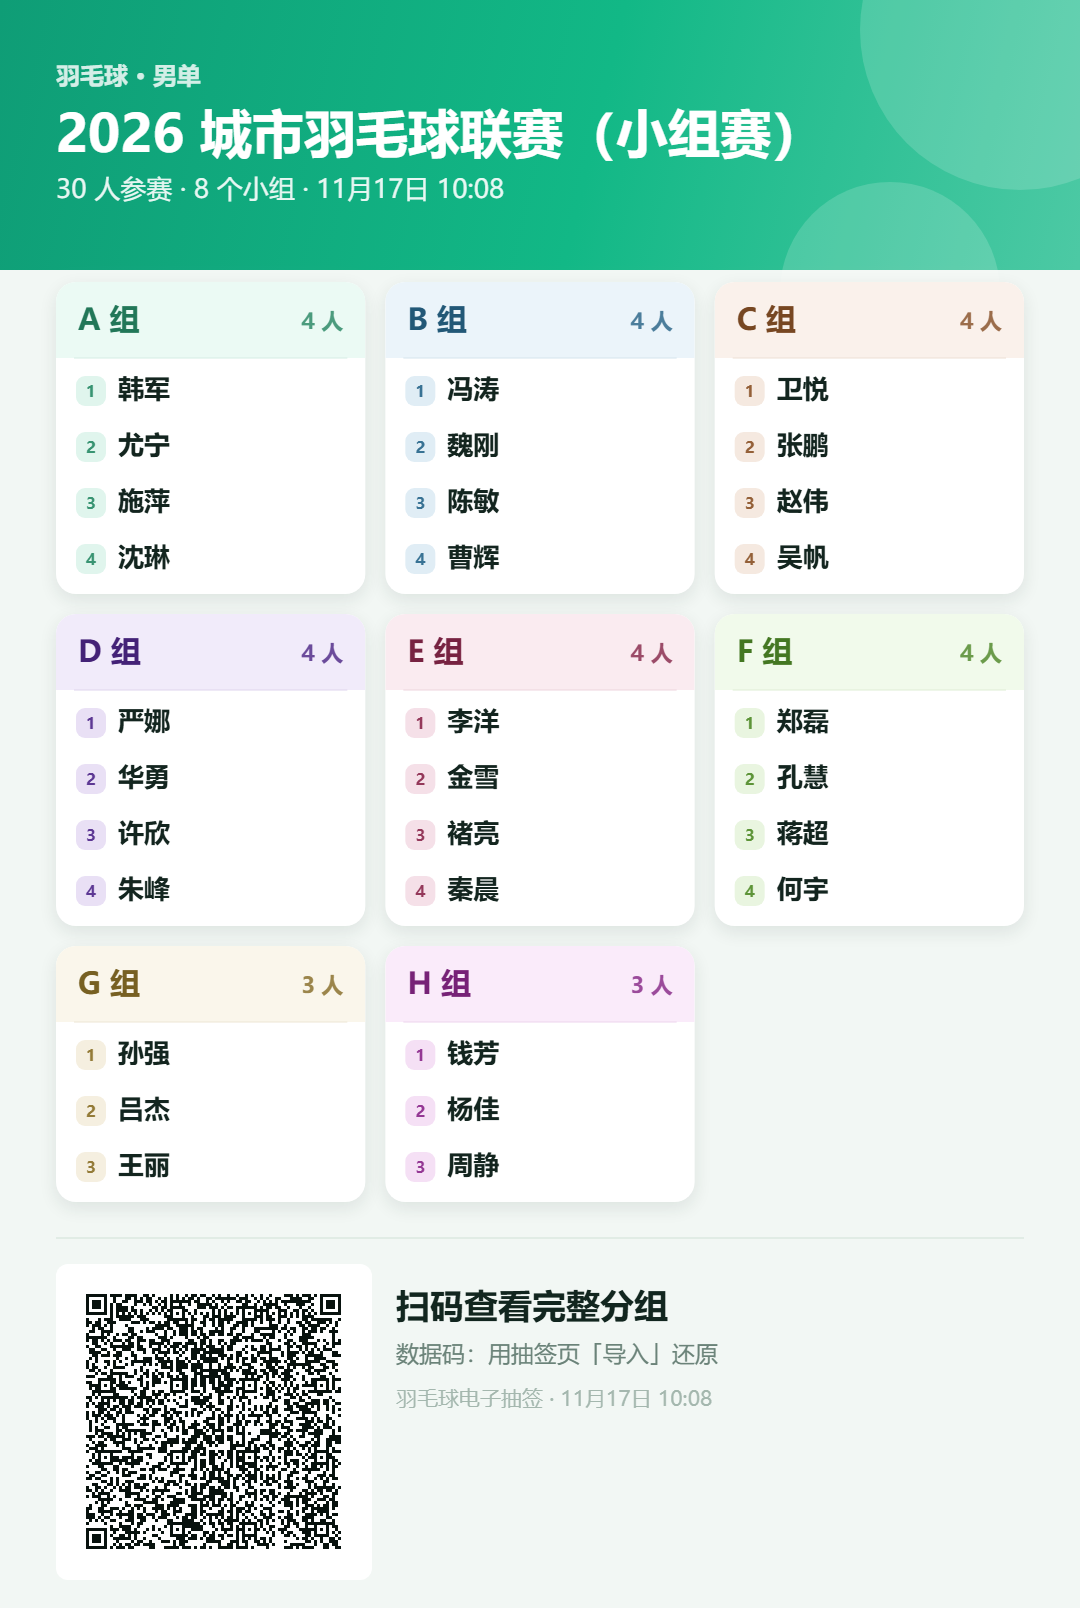 羽毛球 · 男单
2026 城市羽毛球联赛（小组赛）
30 人参赛 · 8 个小组 · 11月17日 10:08
A 组 4 人
1 韩军
2 尤宁
3 施萍
4 沈琳
B 组 4 人
1 冯涛
2 魏刚
3 陈敏
4 曹辉
C 组 4 人
1 卫悦
2 张鹏
3 赵伟
4 吴帆
D 组 4 人
1 严娜
2 华勇
3 许欣
4 朱峰
E 组 4 人
1 李洋
2 金雪
3 褚亮
4 秦晨
F 组 4 人
1 郑磊
2 孔慧
3 蒋超
4 何宇
G 组 3 人
1 孙强
2 吕杰
3 王丽
H 组 3 人
1 钱芳
2 杨佳
3 周静
扫码查看完整分组
数据码：用抽签页「导入」还原
羽毛球电子抽签 · 11月17日 10:08